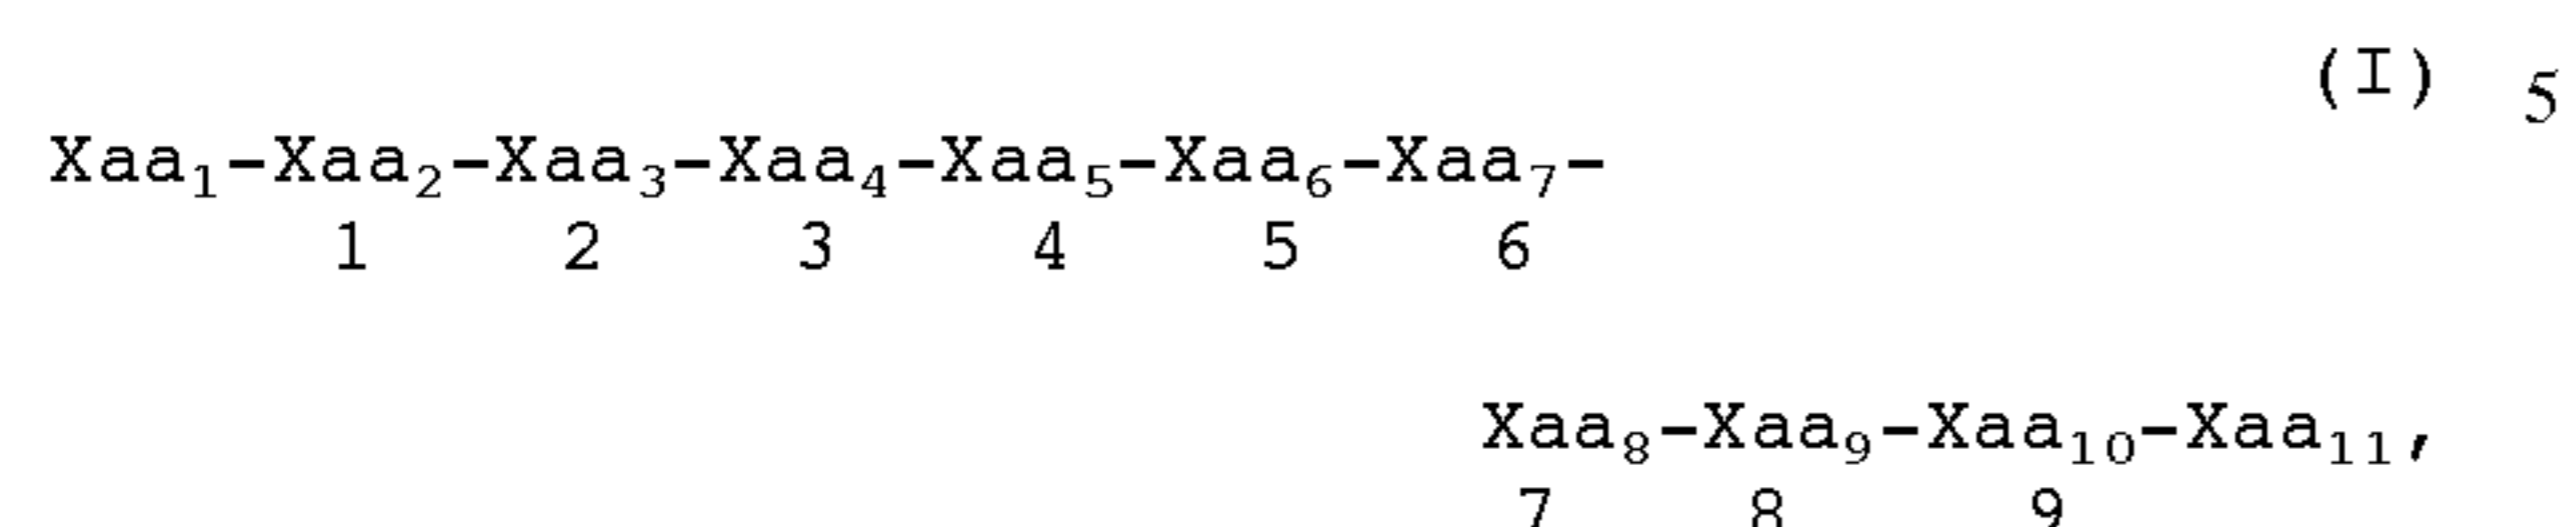 (I) 5
Xaa₁-Xaa₂-Xaa₃-Xaa₄-Xaa₅-Xaa₆-Xaa₇-
1 2 3 4 5 6
Xaa₈-Xaa₉-Xaa₁₀-Xaa₁₁,
7 8 9